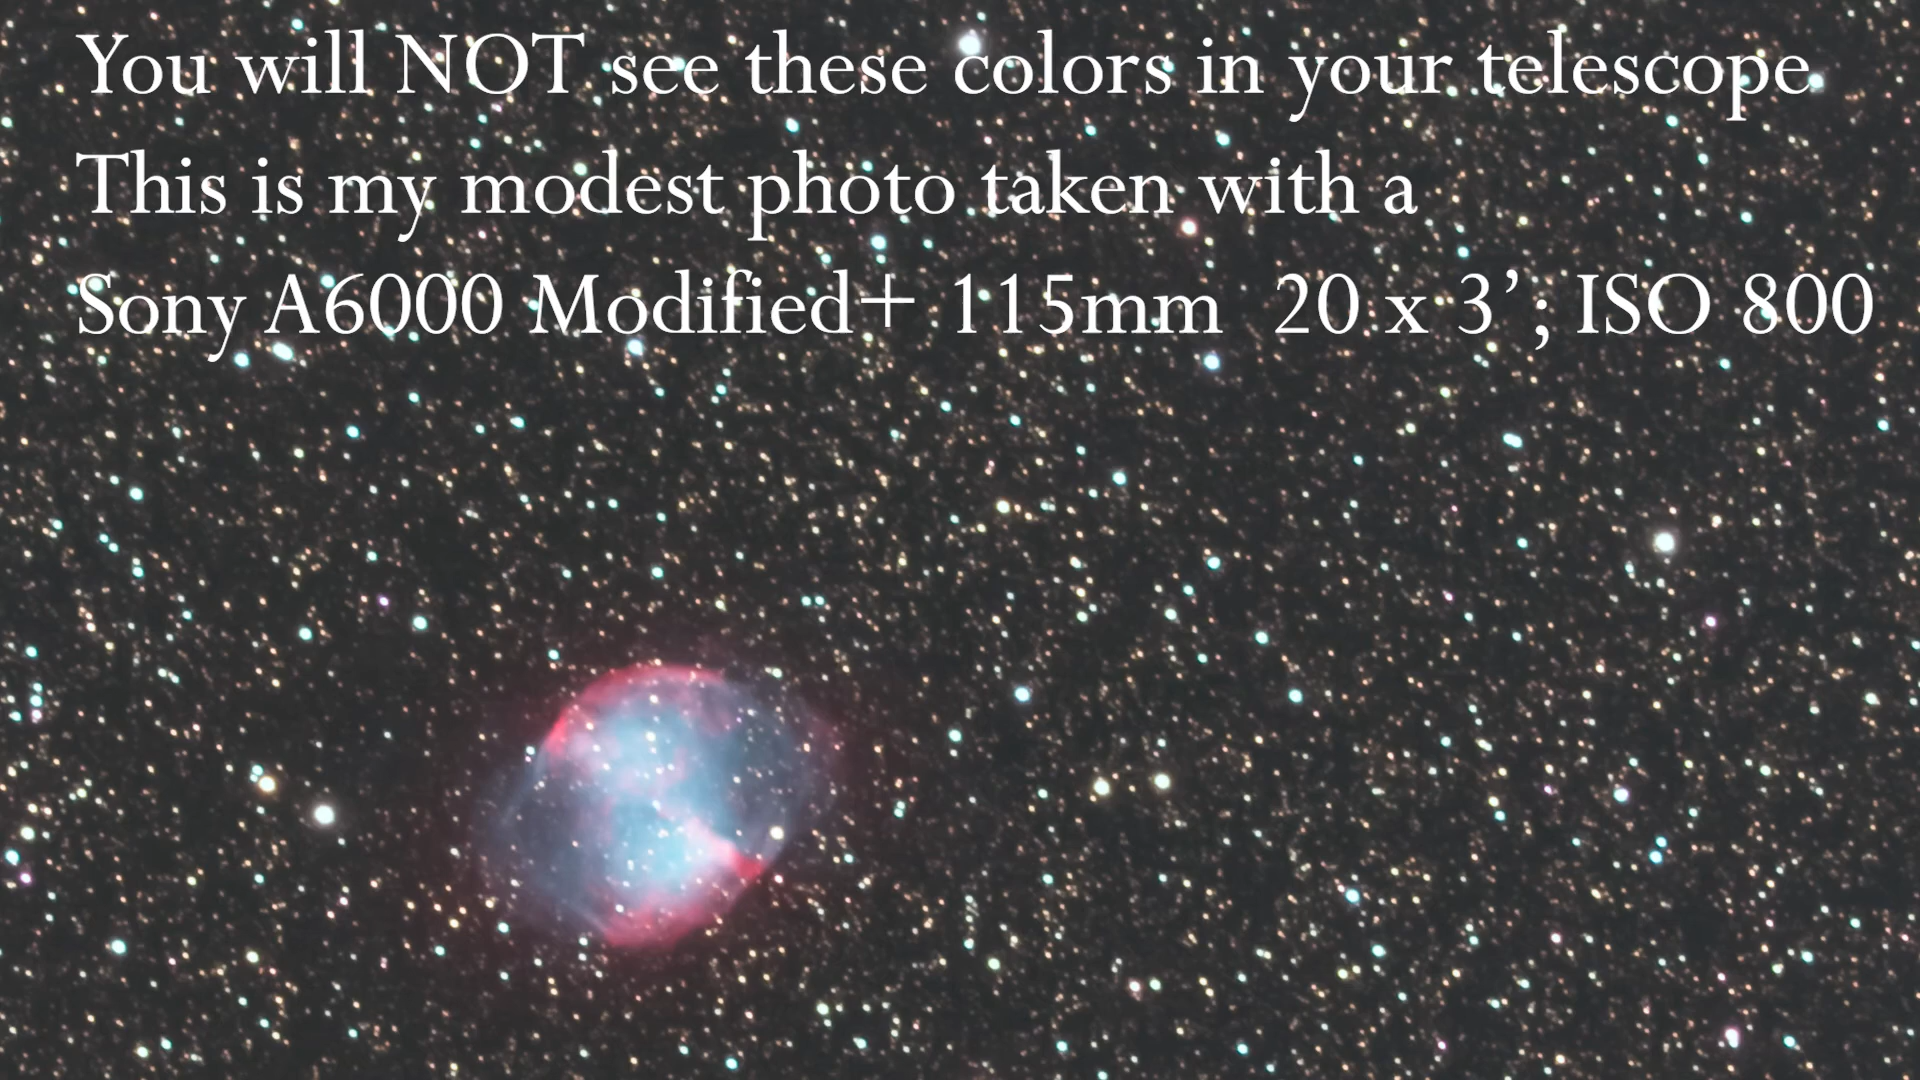 You will NOT see these colors in your telescope
This is my modest photo taken with a
Sony A6000 Modified+ 115mm  20 x 3’; ISO 800